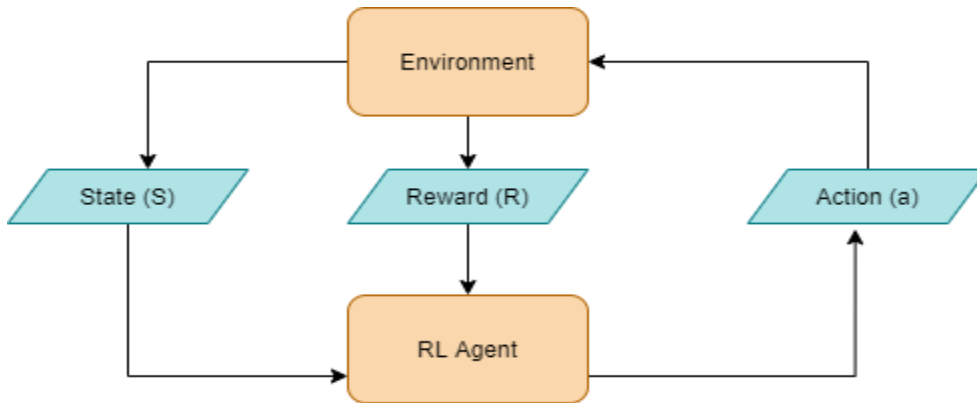 Environment
State (S)
Reward (R)
Action (a)
RL Agent